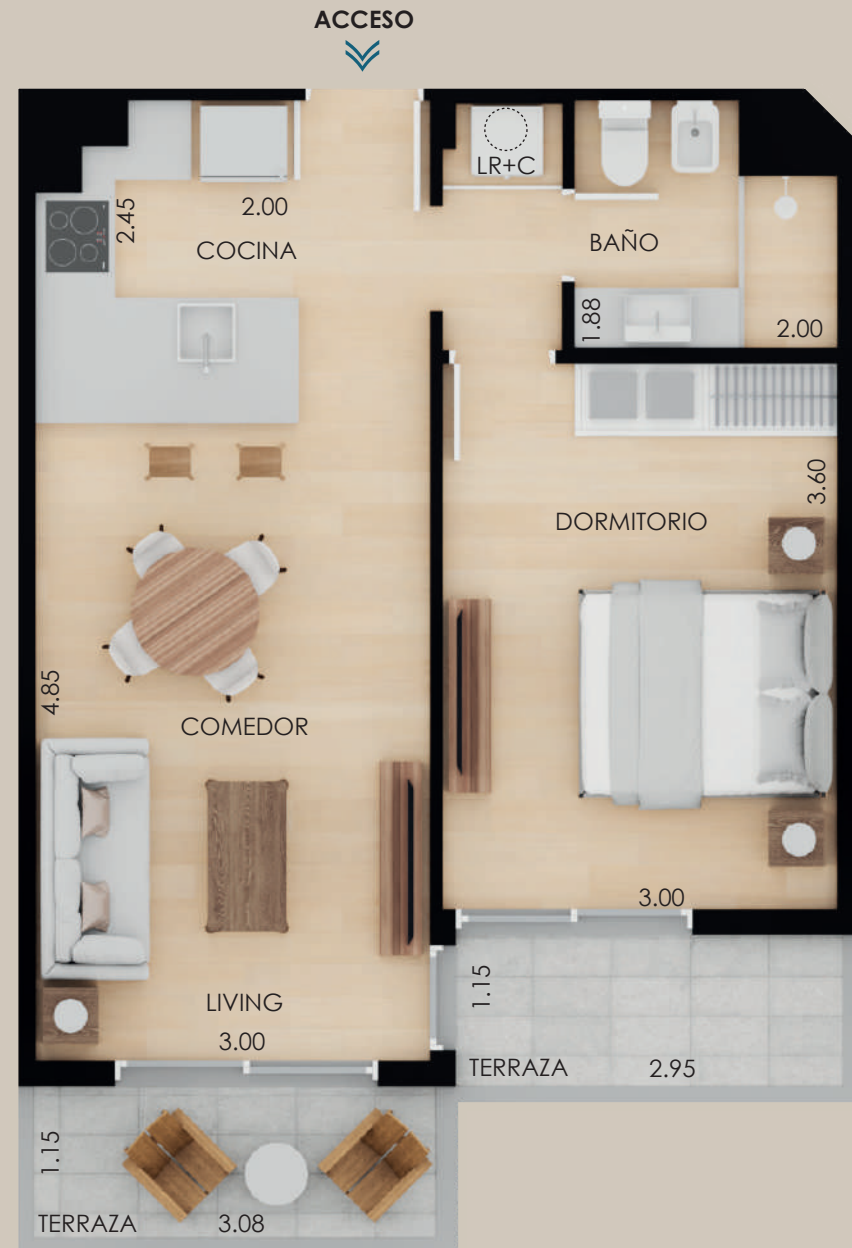 ACCESO
LR+C
2.45
2.00
COCINA
BAÑO
1.88
2.00
3.60
DORMITORIO
4.85
COMEDOR
3.00
LIVING
3.00
1.15
TERRAZA
2.95
1.15
TERRAZA
3.08